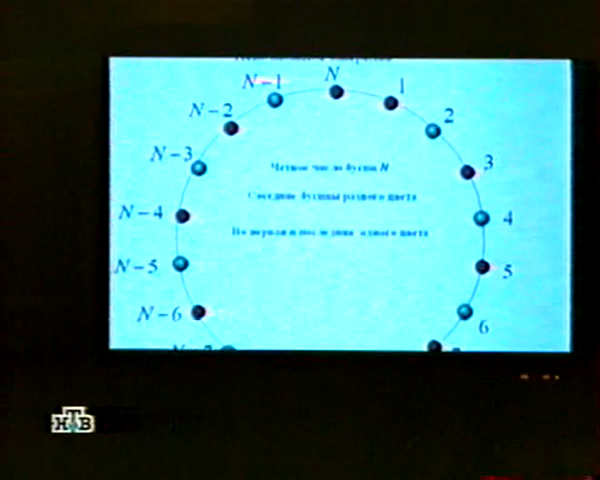 N
N−1
1
N−2
2
N−3
3
Четное число бусин N
Соседние бусины разного цвета
Но первая и последняя одного цвета
N−4
4
N−5
5
N−6
6
НТВ